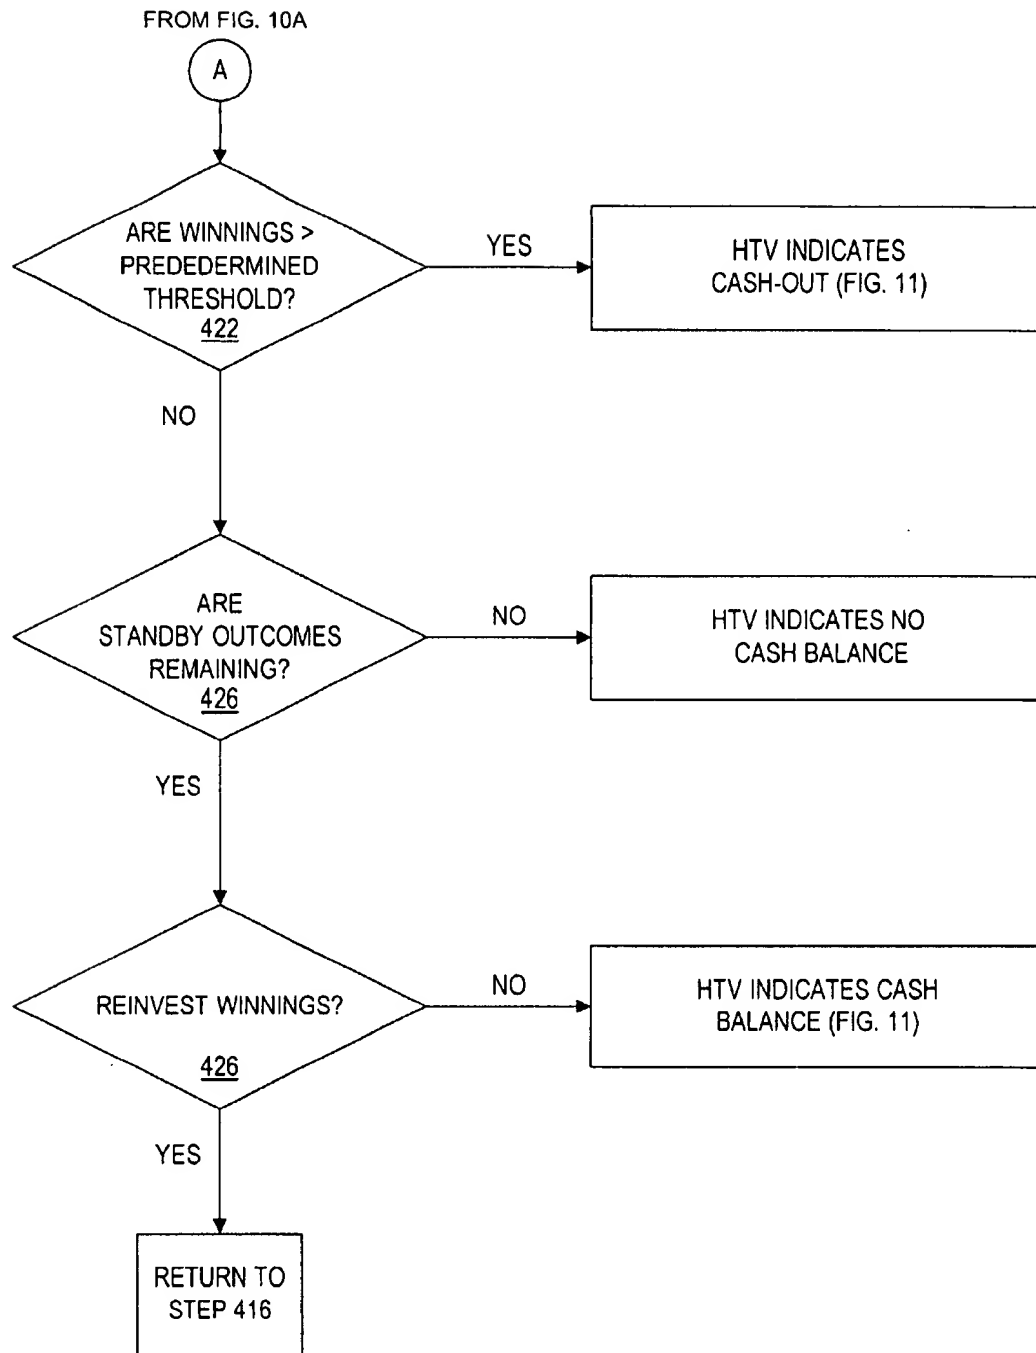 FROM FIG. 10A
A
ARE WINNINGS >
PREDEDERMINED
THRESHOLD?
422
YES
HTV INDICATES
CASH-OUT (FIG. 11)
NO
ARE
STANDBY OUTCOMES
REMAINING?
426
NO
HTV INDICATES NO
CASH BALANCE
YES
REINVEST WINNINGS?
426
NO
HTV INDICATES CASH
BALANCE (FIG. 11)
YES
RETURN TO
STEP 416